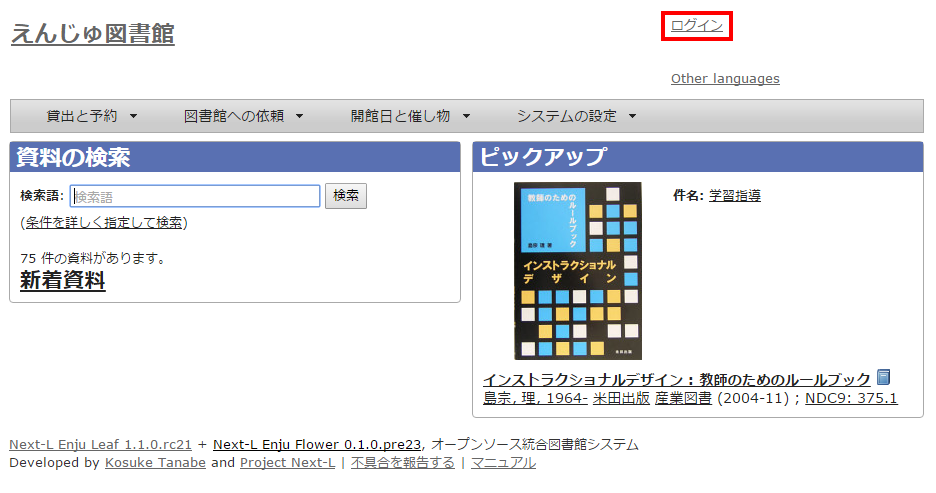 えんじゅ図書館
ログイン
Other languages
貸出と予約 図書館への依頼 開館日と催し物 システムの設定
資料の検索
検索語: 検索語 検索
(条件を詳しく指定して検索)
75 件の資料があります。
新着資料
ピックアップ
教師のための
ルールブック
島宗 理 著
インストラクショナル
デザイン
米田出版
件名: 学習指導
インストラクショナルデザイン : 教師のためのルールブック
島宗, 理, 1964- 米田出版 産業図書 (2004-11) ; NDC9: 375.1
Next-L Enju Leaf 1.1.0.rc21 + Next-L Enju Flower 0.1.0.pre23, オープンソース統合図書館システム
Developed by Kosuke Tanabe and Project Next-L | 不具合を報告する | マニュアル